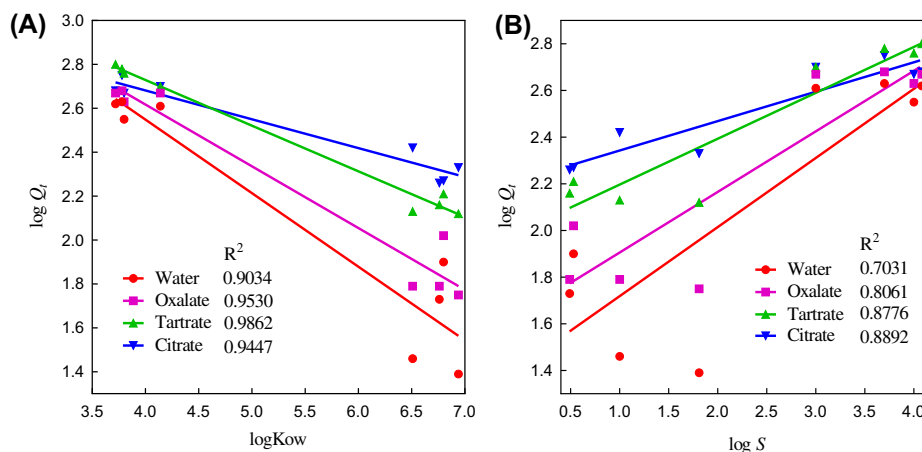 (A)
3.0
2.8
2.6
2.4
2.2
2.0
1.8
1.6
1.4
log Qt
R2
Water 0.9034
Oxalate 0.9530
Tartrate 0.9862
Citrate 0.9447
3.5 4.0 4.5 5.0 5.5 6.0 6.5 7.0
logKow
(B)
2.8
2.6
2.4
2.2
2.0
1.8
1.6
1.4
log Qt
R2
Water 0.7031
Oxalate 0.8061
Tartrate 0.8776
Citrate 0.8892
0.5 1.0 1.5 2.0 2.5 3.0 3.5 4.0
log S